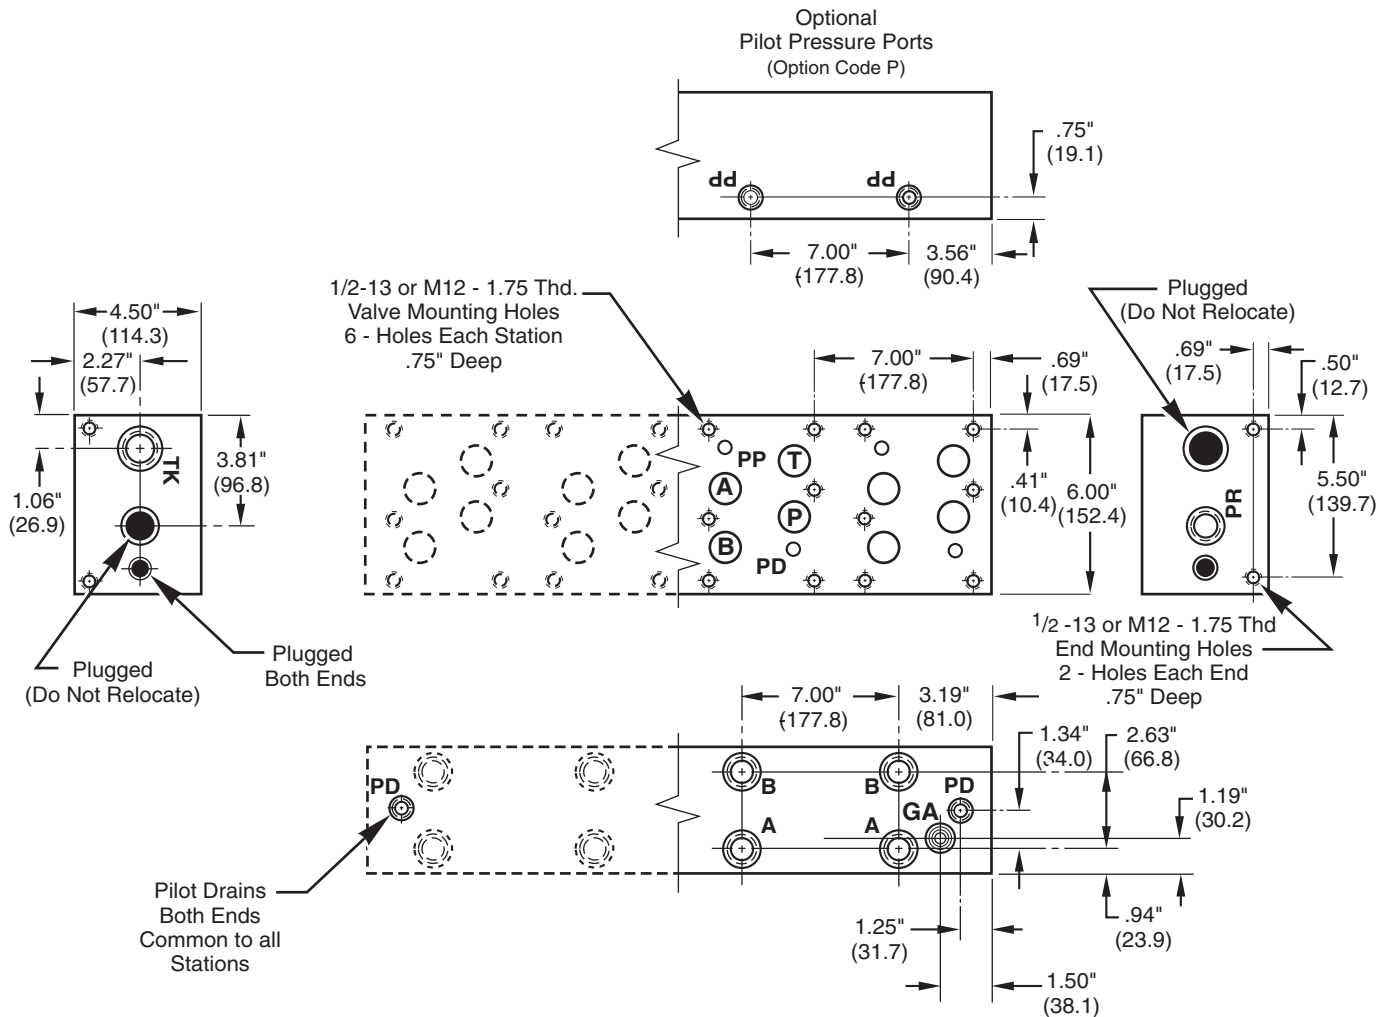 Optional
Pilot Pressure Ports
(Option Code P)
.75"
(19.1)
PP
PP
7.00"
(177.8)
3.56"
(90.4)
1/2-13 or M12 - 1.75 Thd.
Valve Mounting Holes
6 - Holes Each Station
.75" Deep
Plugged
(Do Not Relocate)
4.50"
(114.3)
2.27"
(57.7)
7.00"
(177.8)
.69"
(17.5)
.69"
(17.5)
.50"
(12.7)
TK
3.81"
(96.8)
1.06"
(26.9)
PP
T
A
P
B
PD
.41"
(10.4)
6.00"
(152.4)
PR
5.50"
(139.7)
Plugged
(Do Not Relocate)
Plugged
Both Ends
1/2 -13 or M12 - 1.75 Thd
End Mounting Holes
2 - Holes Each End
.75" Deep
7.00"
(177.8)
3.19"
(81.0)
1.34"
(34.0)
2.63"
(66.8)
PD
B
B
PD
GA
A
A
1.19"
(30.2)
Pilot Drains
Both Ends
Common to all
Stations
1.25"
(31.7)
.94"
(23.9)
1.50"
(38.1)